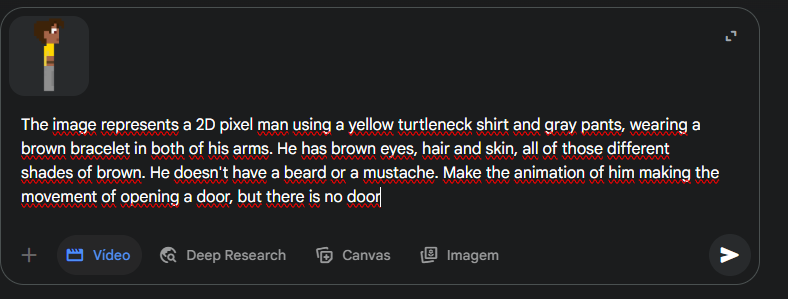 The image represents a 2D pixel man using a yellow turtleneck shirt and gray pants, wearing a
brown bracelet in both of his arms. He has brown eyes, hair and skin, all of those different
shades of brown. He doesn't have a beard or a mustache. Make the animation of him making the
movement of opening a door, but there is no door
Vídeo Deep Research Canvas Imagem